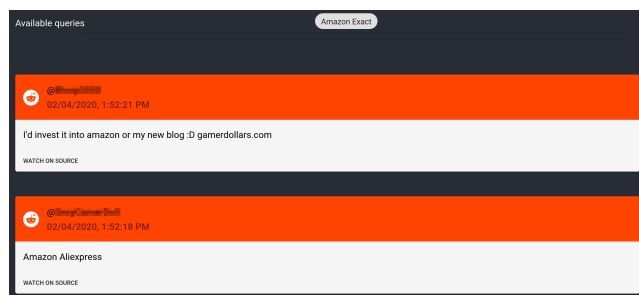 Available queries
Amazon Exact
@
02/04/2020, 1:52:21 PM
I'd invest it into amazon or my new blog :D gamerdollars.com
WATCH ON SOURCE
@
02/04/2020, 1:52:18 PM
Amazon Aliexpress
WATCH ON SOURCE